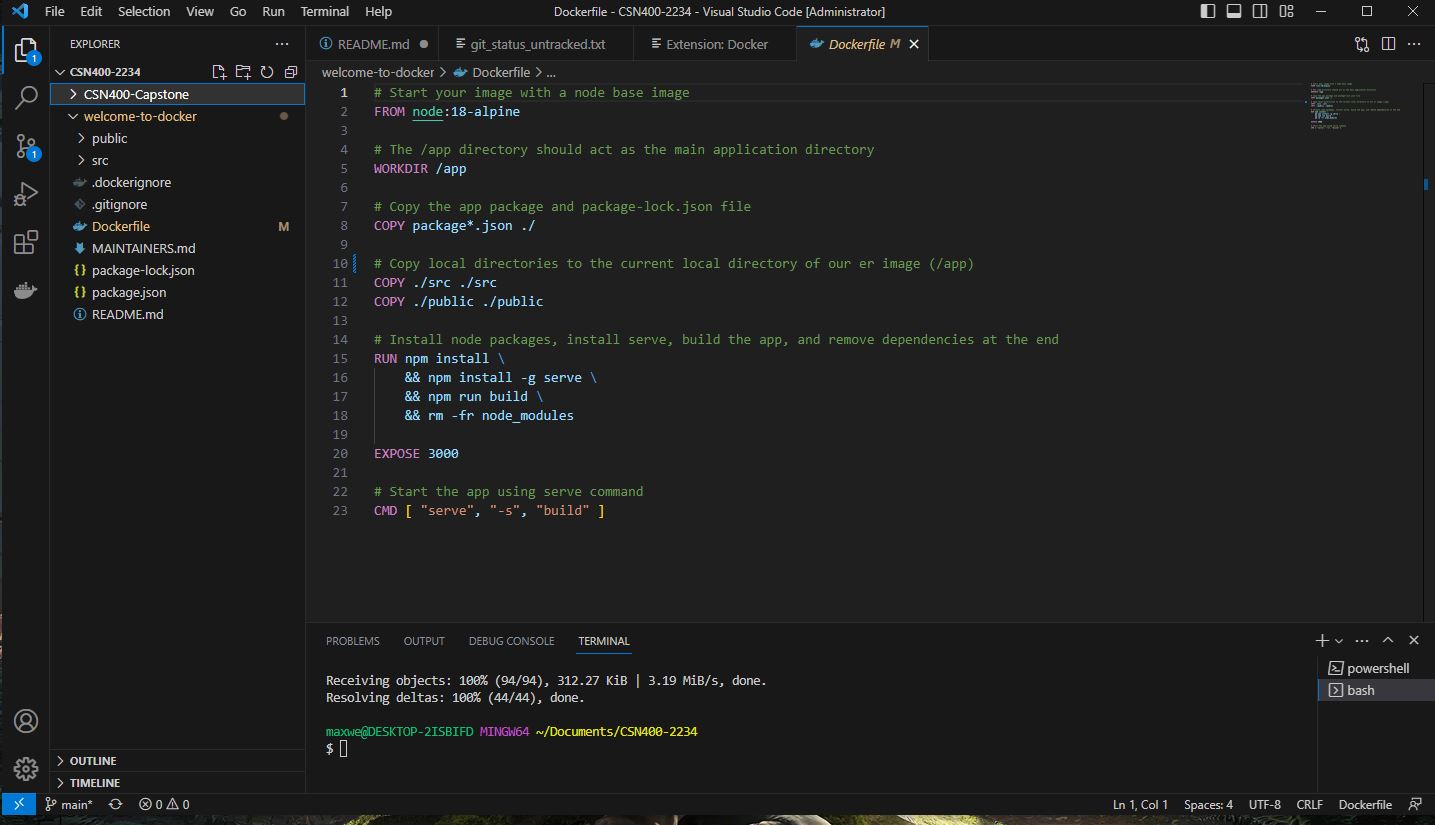 File Edit Selection View Go Run Terminal Help
Dockerfile - CSN400-2234 - Visual Studio Code [Administrator]
EXPLORER
CSN400-2234
CSN400-Capstone
welcome-to-docker
public
src
.dockerignore
.gitignore
Dockerfile M
MAINTAINERS.md
package-lock.json
package.json
README.md
OUTLINE
TIMELINE
1
1
README.md
git_status_untracked.txt
Extension: Docker
Dockerfile M
welcome-to-docker > Dockerfile > ...
1 # Start your image with a node base image
2 FROM node:18-alpine
3
4 # The /app directory should act as the main application directory
5 WORKDIR /app
6
7 # Copy the app package and package-lock.json file
8 COPY package*.json ./
9
10 # Copy local directories to the current local directory of our er image (/app)
11 COPY ./src ./src
12 COPY ./public ./public
13
14 # Install node packages, install serve, build the app, and remove dependencies at the end
15 RUN npm install \
16 && npm install -g serve \
17 && npm run build \
18 && rm -fr node_modules
19
20 EXPOSE 3000
21
22 # Start the app using serve command
23 CMD [ "serve", "-s", "build" ]
PROBLEMS OUTPUT DEBUG CONSOLE TERMINAL
Receiving objects: 100% (94/94), 312.27 KiB | 3.19 MiB/s, done.
Resolving deltas: 100% (44/44), done.
maxwe@DESKTOP-2ISBIFD MINGW64 ~/Documents/CSN400-2234
$
powershell
bash
main* 0 0
Ln 1, Col 1 Spaces: 4 UTF-8 CRLF Dockerfile